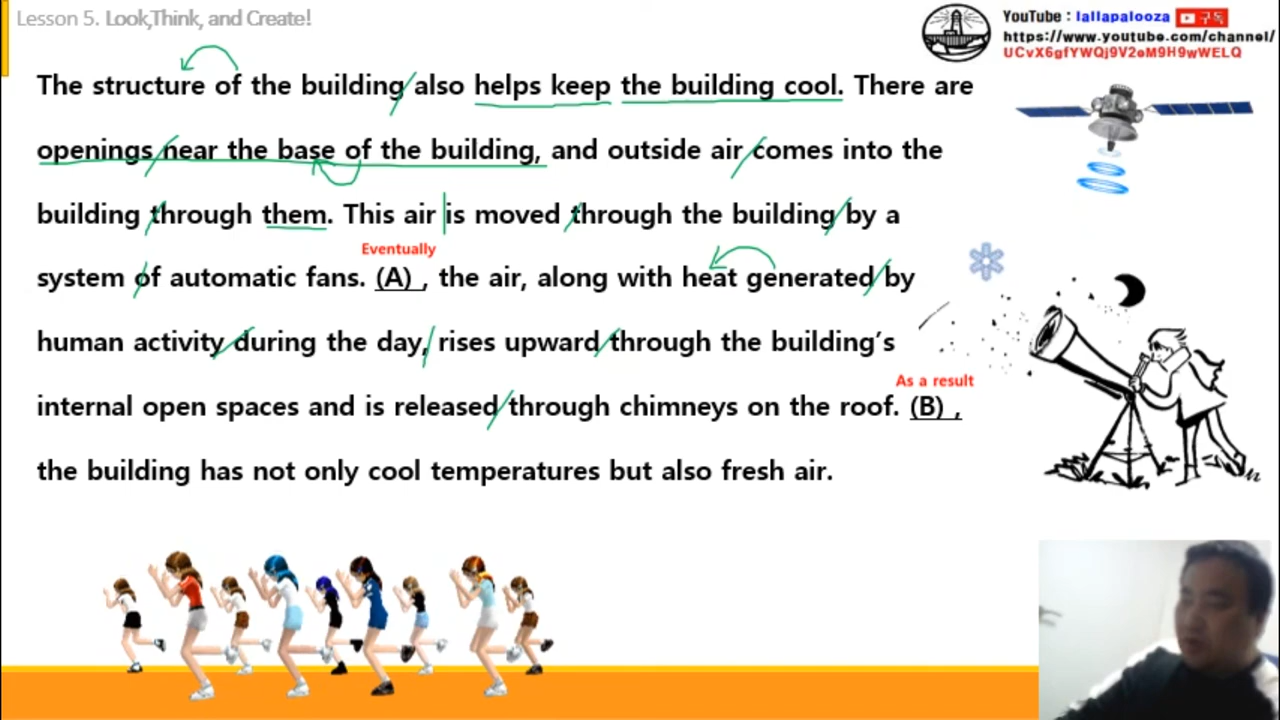 Lesson 5. Look,Think, and Create!
YouTube : lallapalooza 구독
https://www.youtube.com/channel/
UCvX6gfYWQj9V2eM9H9wWELQ
The structure of the building also helps keep the building cool. There are
openings near the base of the building, and outside air comes into the
building through them. This air is moved through the building by a
Eventually
system of automatic fans. (A) , the air, along with heat generated by
human activity during the day, rises upward through the building's
As a result
internal open spaces and is released through chimneys on the roof. (B) ,
the building has not only cool temperatures but also fresh air.